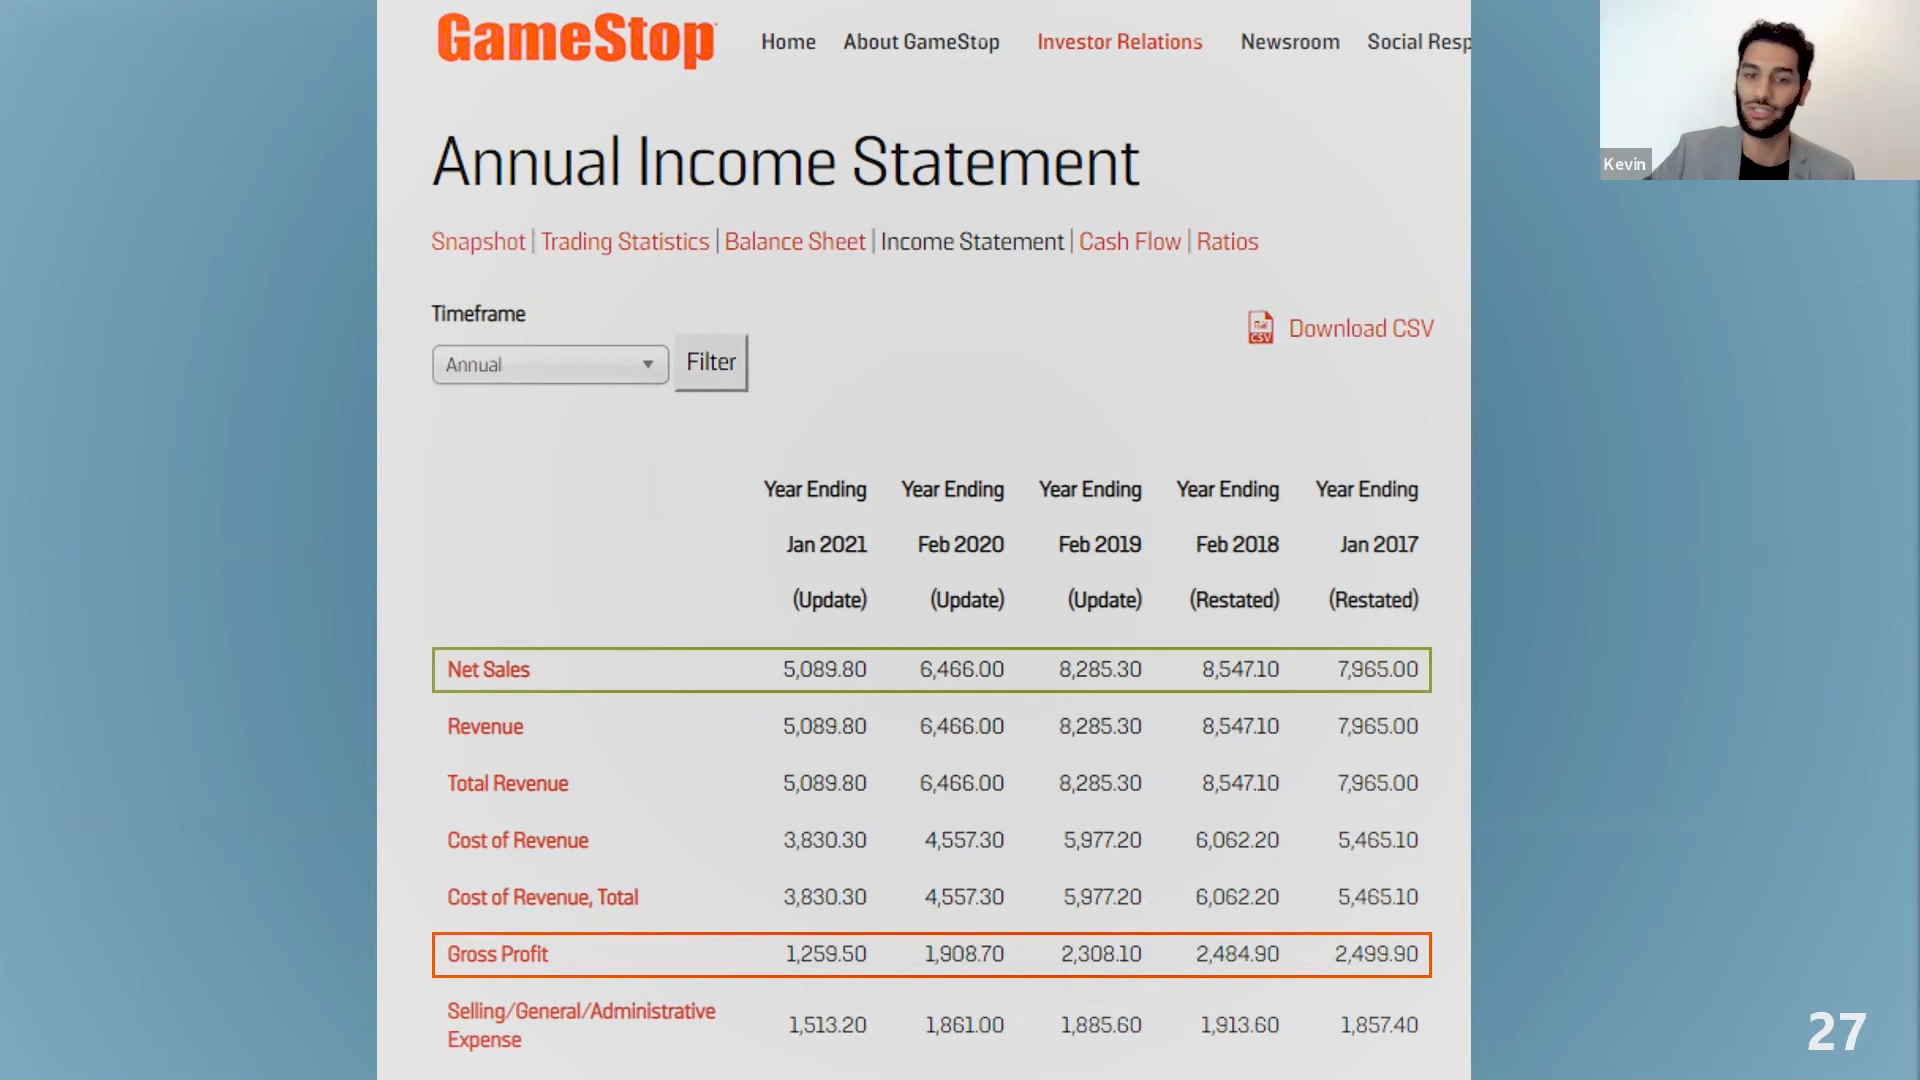 GameStop
Home About GameStop Investor Relations Newsroom Social Resp
Kevin
Annual Income Statement
Snapshot | Trading Statistics | Balance Sheet | Income Statement | Cash Flow | Ratios
Timeframe
Annual Filter
CSV Download CSV
Year Ending Year Ending Year Ending Year Ending Year Ending
Jan 2021 Feb 2020 Feb 2019 Feb 2018 Jan 2017
(Update) (Update) (Update) (Restated) (Restated)
Net Sales 5,089.80 6,466.00 8,285.30 8,547.10 7,965.00
Revenue 5,089.80 6,466.00 8,285.30 8,547.10 7,965.00
Total Revenue 5,089.80 6,466.00 8,285.30 8,547.10 7,965.00
Cost of Revenue 3,830.30 4,557.30 5,977.20 6,062.20 5,465.10
Cost of Revenue, Total 3,830.30 4,557.30 5,977.20 6,062.20 5,465.10
Gross Profit 1,259.50 1,908.70 2,308.10 2,484.90 2,499.90
Selling/General/Administrative
Expense 1,513.20 1,861.00 1,885.60 1,913.60 1,857.40
27